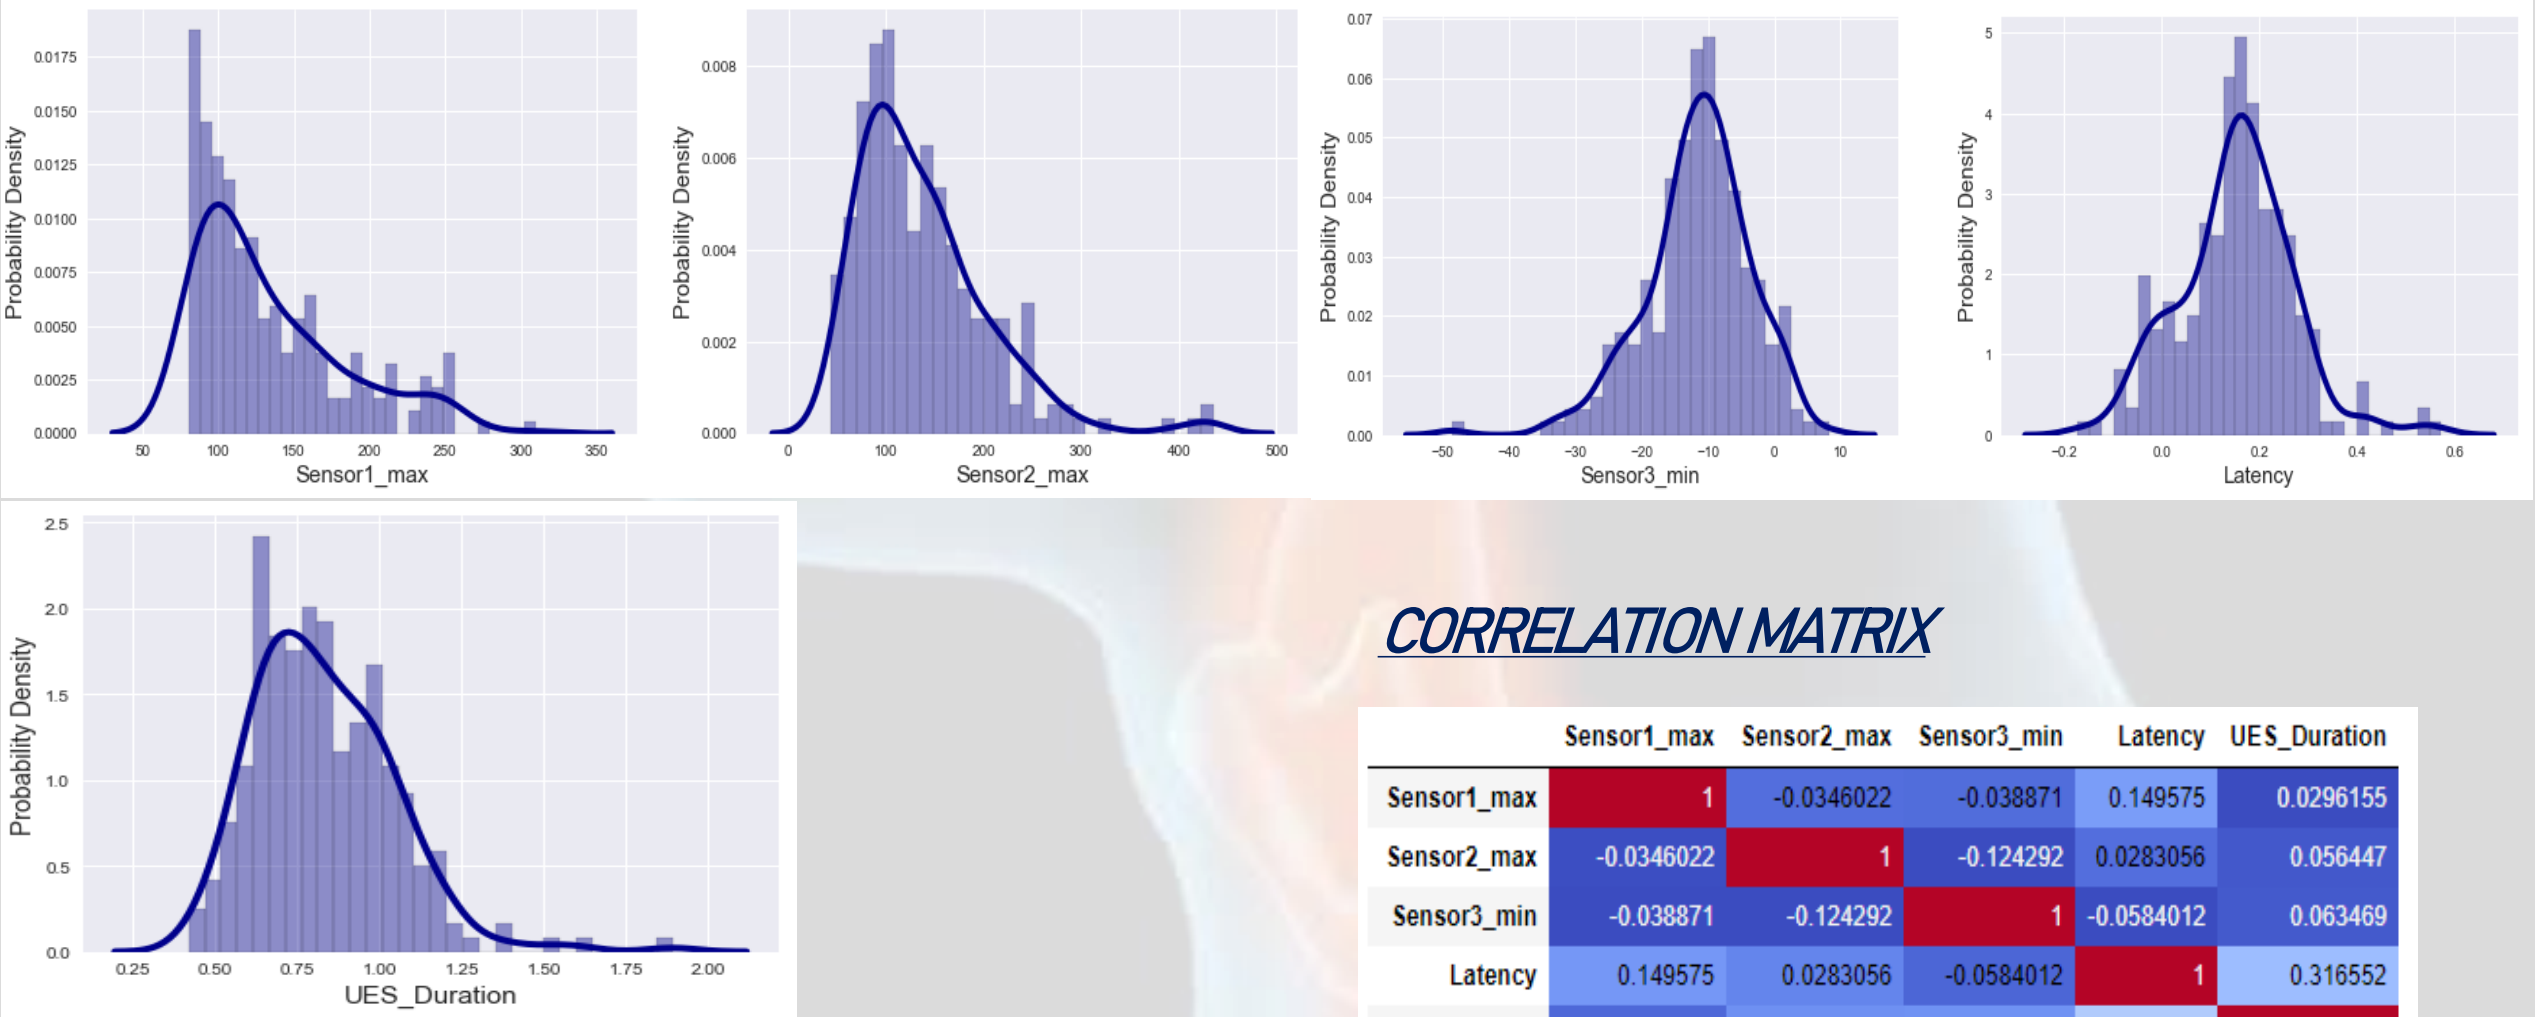 Probability Density
0.0175
0.0150
0.0125
0.0100
0.0075
0.0050
0.0025
0.0000
50 100 150 200 250 300 350
Sensor1_max
Probability Density
0.008
0.006
0.004
0.002
0.000
0 100 200 300 400 500
Sensor2_max
Probability Density
0.07
0.06
0.05
0.04
0.03
0.02
0.01
0.00
−50 −40 −30 −20 −10 0 10
Sensor3_min
Probability Density
5
4
3
2
1
0
−0.2 0.0 0.2 0.4 0.6
Latency
Probability Density
2.5
2.0
1.5
1.0
0.5
0.0
0.25 0.50 0.75 1.00 1.25 1.50 1.75 2.00
UES_Duration
CORRELATION MATRIX
Sensor1_max Sensor2_max Sensor3_min Latency UES_Duration
Sensor1_max 1 -0.0346022 -0.038871 0.149575 0.0296155
Sensor2_max -0.0346022 1 -0.124292 0.0283056 0.056447
Sensor3_min -0.038871 -0.124292 1 -0.0584012 0.063469
Latency 0.149575 0.0283056 -0.0584012 1 0.316552